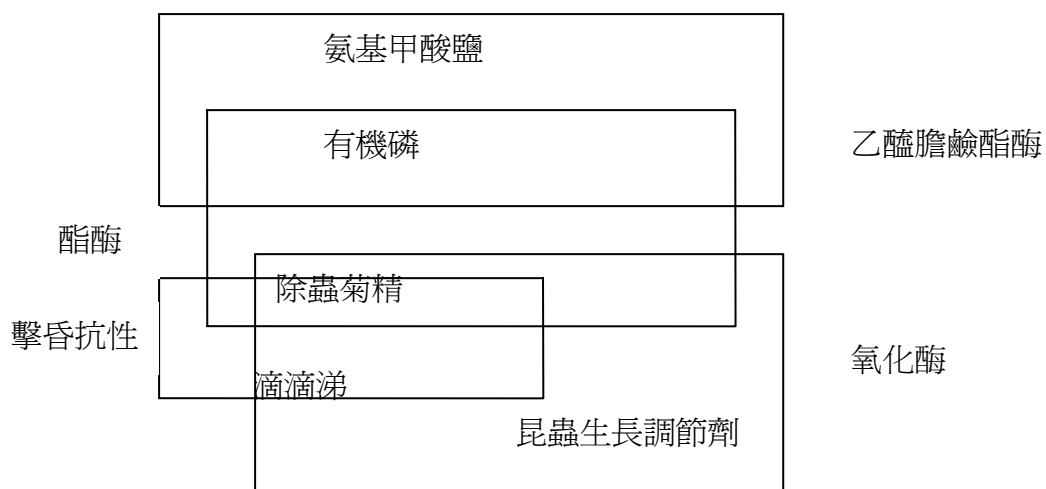 氨基甲酸鹽
有機磷
乙醯膽鹼酯酶
酯酶
除蟲菊精
擊昏抗性
氧化酶
滴滴涕
昆蟲生長調節劑